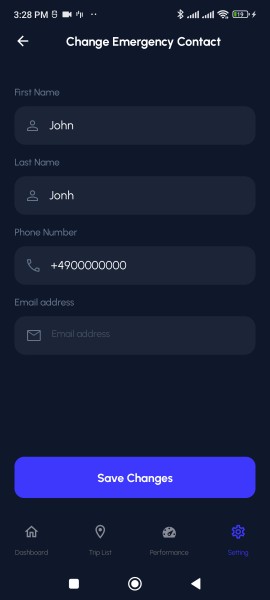 3:28 PM
Change Emergency Contact
First Name
John
Last Name
Jonh
Phone Number
+4900000000
Email address
Email address
Save Changes
Dashboard
Trip List
Performance
Setting